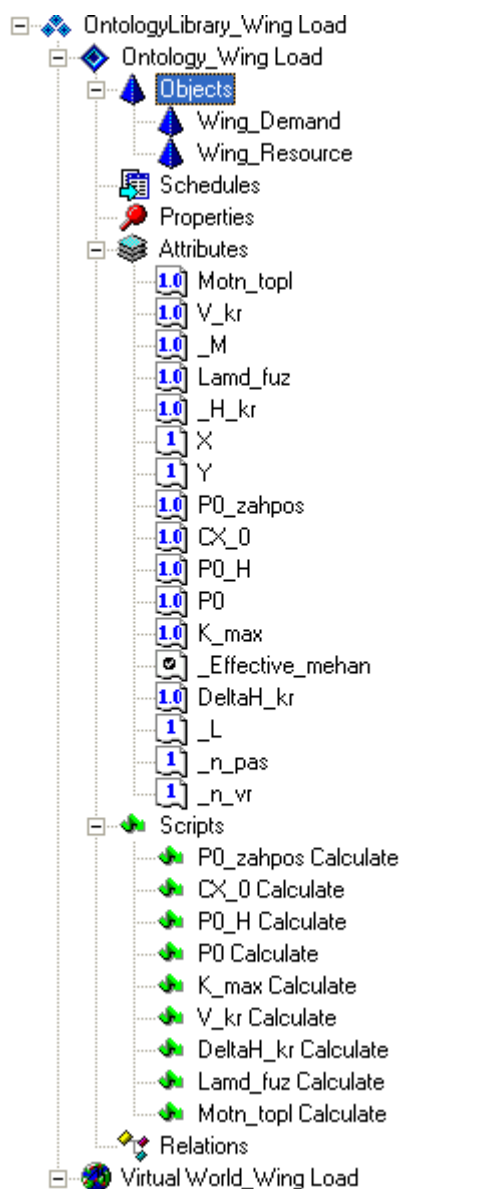 OntologyLibrary_Wing Load
Ontology_Wing Load
Objects
Wing_Demand
Wing_Resource
Schedules
Properties
Attributes
1.0 Motn_topl
1.0 V_kr
1.0 _M
1.0 Lamd_fuz
1.0 _H_kr
1 X
1 Y
1.0 P0_zahpos
1.0 CX_0
1.0 P0_H
1.0 P0
1.0 K_max
_Effective_mehan
1.0 DeltaH_kr
1 _L
1 _n_pas
1 _n_vr
Scripts
P0_zahpos Calculate
CX_0 Calculate
P0_H Calculate
P0 Calculate
K_max Calculate
V_kr Calculate
DeltaH_kr Calculate
Lamd_fuz Calculate
Motn_topl Calculate
Relations
Virtual World_Wing Load